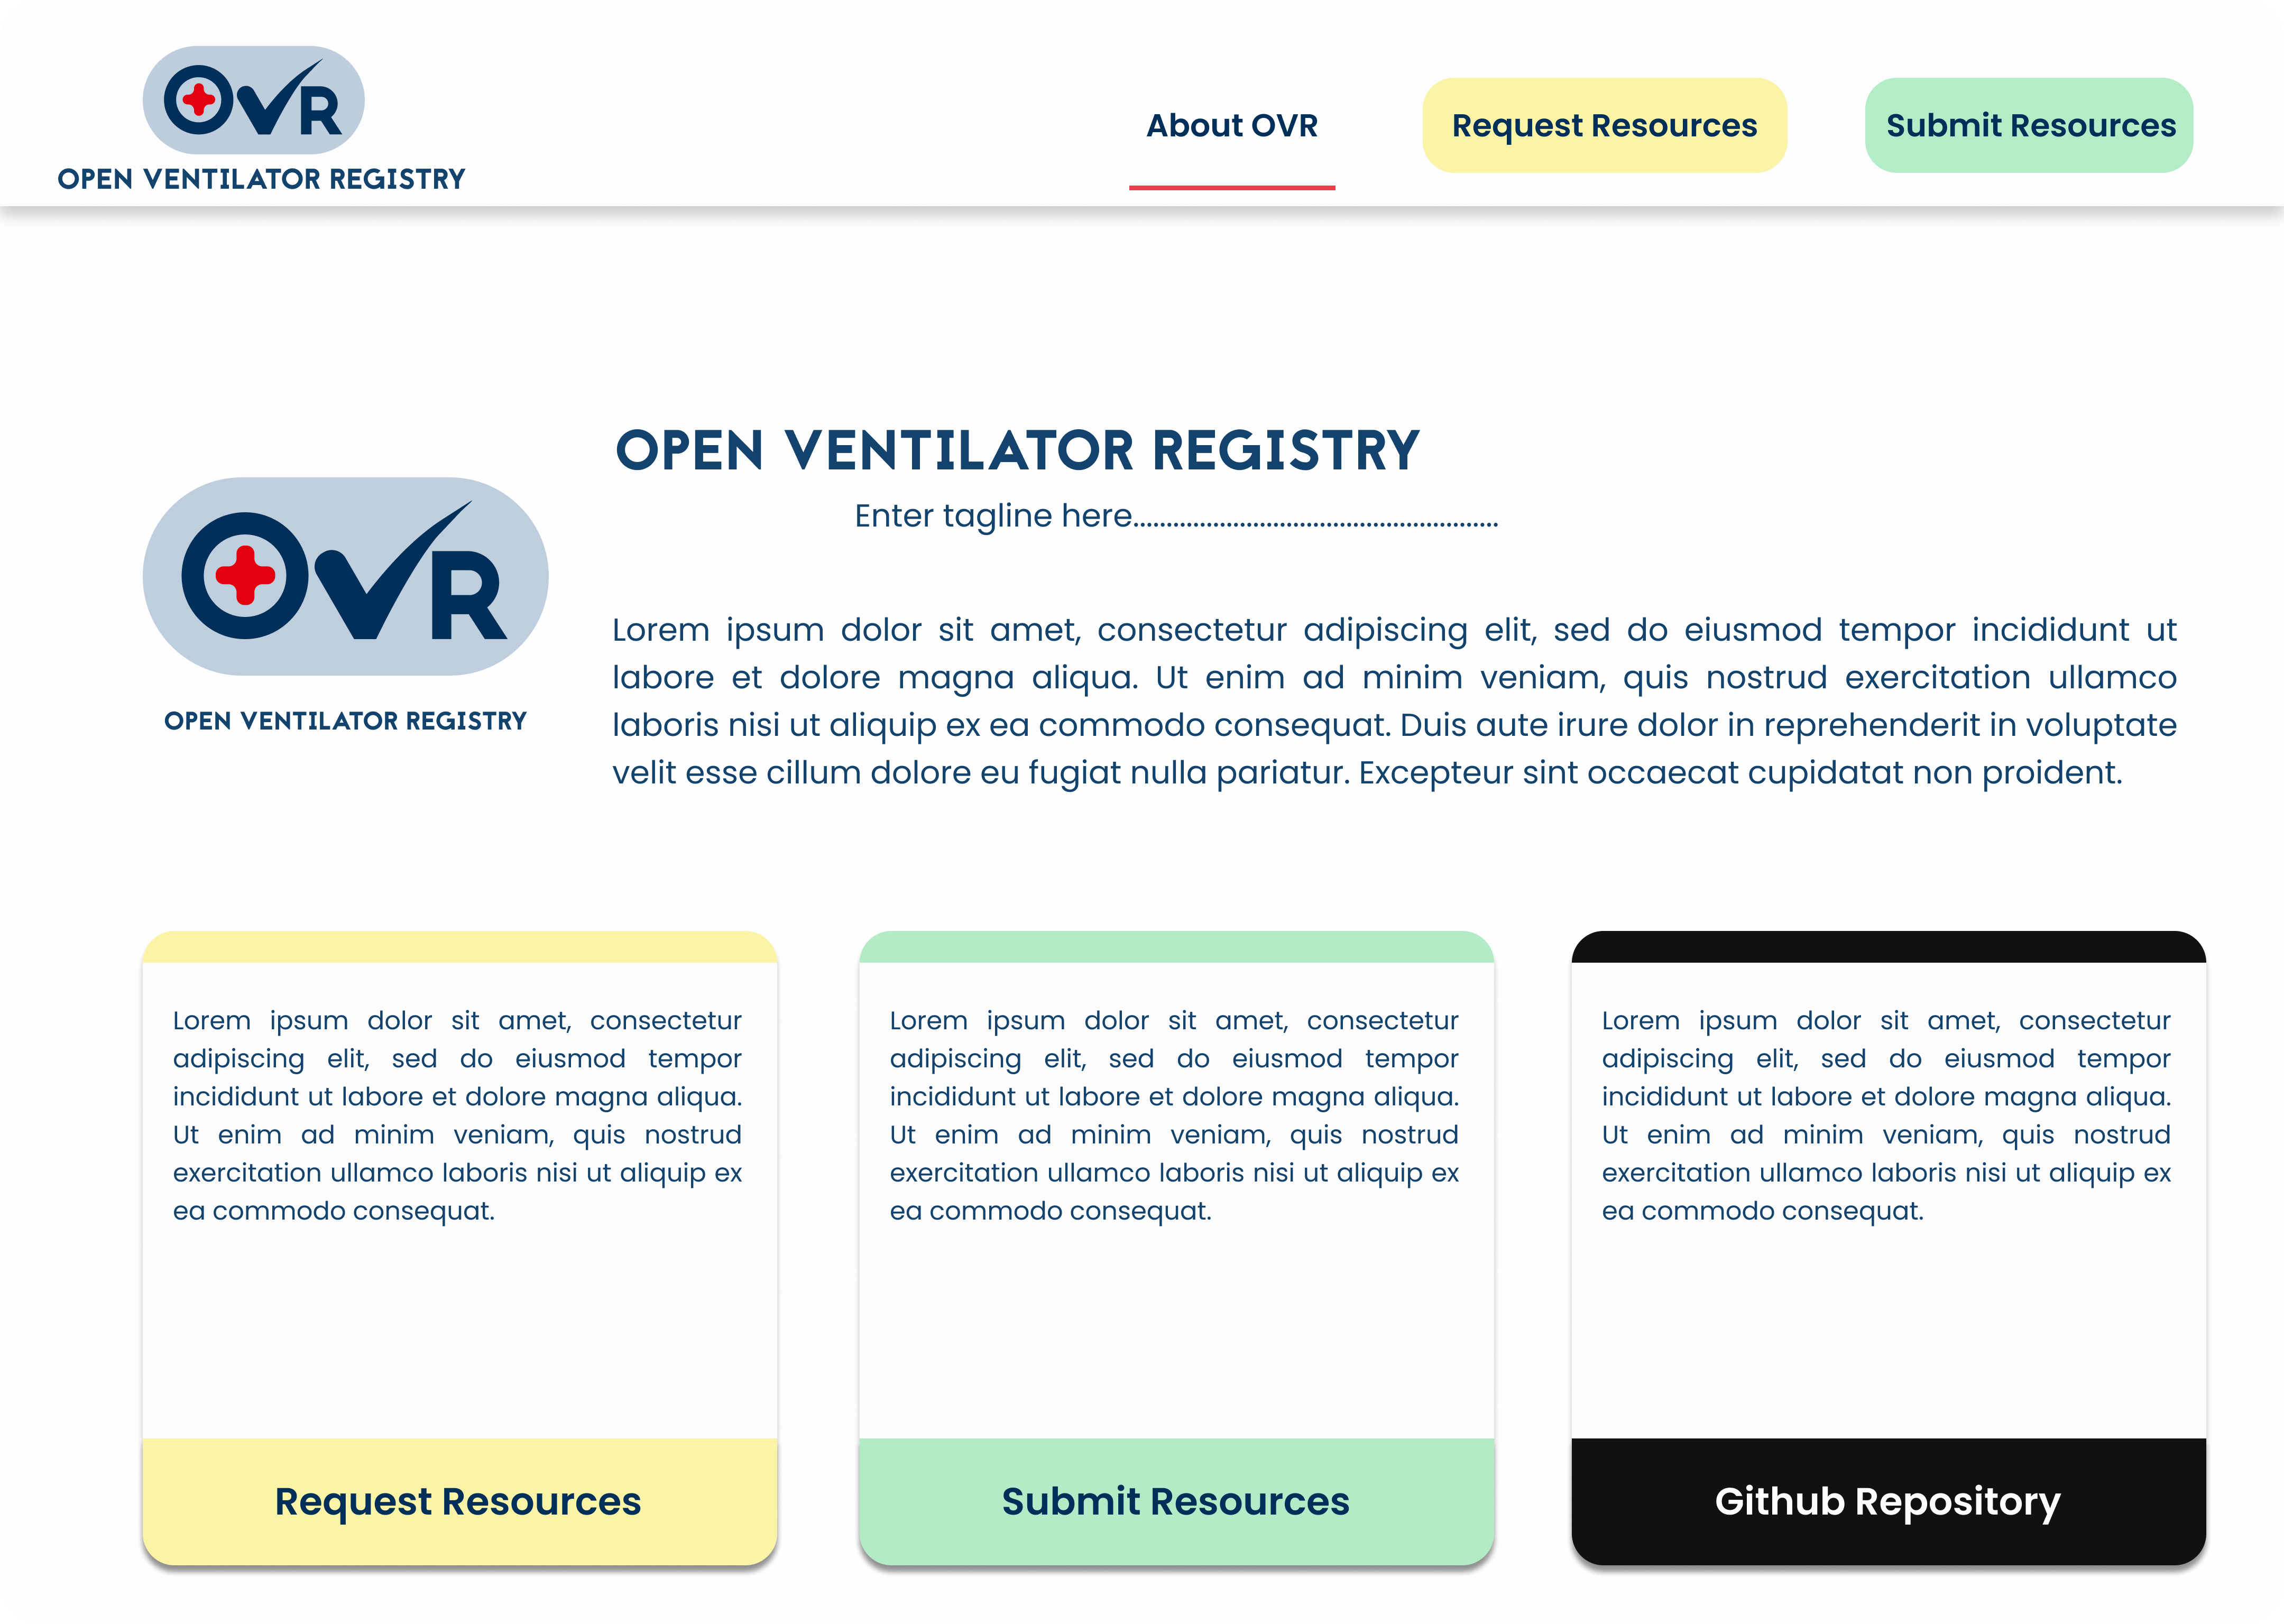 OVR
OPEN VENTILATOR REGISTRY
About OVR
Request Resources
Submit Resources
OPEN VENTILATOR REGISTRY
Enter tagline here.......................................................
OVR
OPEN VENTILATOR REGISTRY
Lorem ipsum dolor sit amet, consectetur adipiscing elit, sed do eiusmod tempor incididunt ut
labore et dolore magna aliqua. Ut enim ad minim veniam, quis nostrud exercitation ullamco
laboris nisi ut aliquip ex ea commodo consequat. Duis aute irure dolor in reprehenderit in voluptate
velit esse cillum dolore eu fugiat nulla pariatur. Excepteur sint occaecat cupidatat non proident.
Lorem ipsum dolor sit amet, consectetur
adipiscing elit, sed do eiusmod tempor
incididunt ut labore et dolore magna aliqua.
Ut enim ad minim veniam, quis nostrud
exercitation ullamco laboris nisi ut aliquip ex
ea commodo consequat.
Request Resources
Lorem ipsum dolor sit amet, consectetur
adipiscing elit, sed do eiusmod tempor
incididunt ut labore et dolore magna aliqua.
Ut enim ad minim veniam, quis nostrud
exercitation ullamco laboris nisi ut aliquip ex
ea commodo consequat.
Submit Resources
Lorem ipsum dolor sit amet, consectetur
adipiscing elit, sed do eiusmod tempor
incididunt ut labore et dolore magna aliqua.
Ut enim ad minim veniam, quis nostrud
exercitation ullamco laboris nisi ut aliquip ex
ea commodo consequat.
Github Repository